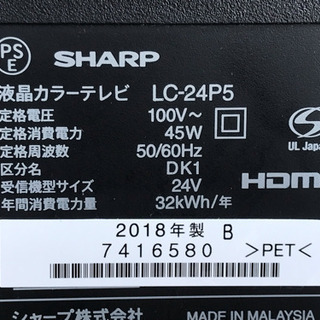 PS
E
SHARP
液晶カラーテレビ LC-24P5
定格電圧 100V～
定格消費電力 45W
定格周波数 50/60Hz
区分名 DK1
受信機型サイズ 24V
年間消費電力量 32kWh/年
S
UL Japa
HDMI
2018年製 B
7416580 >PET<
シャープ株式会社 MADE IN MALAYSIA